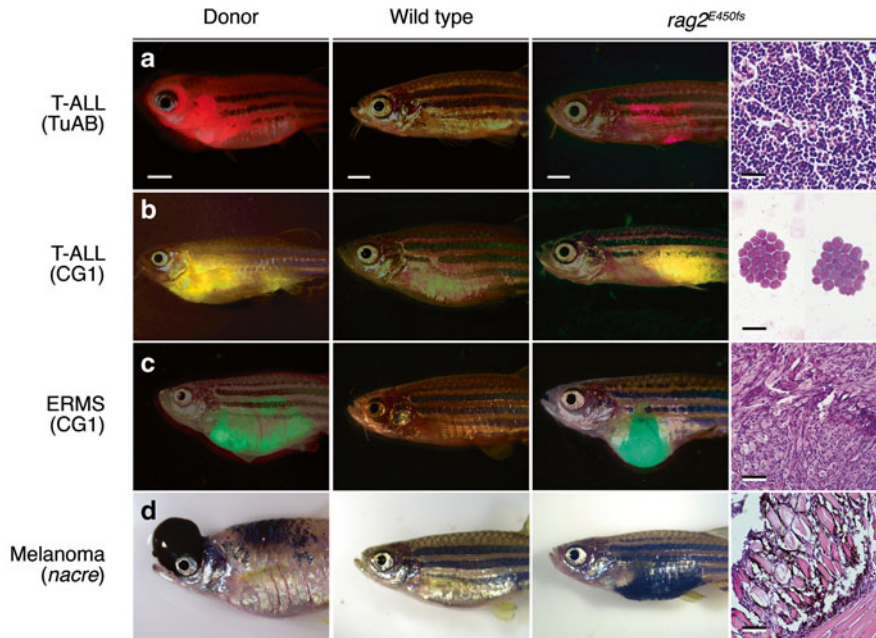 Donor
Wild type
rag2E450fs
a
T-ALL
(TuAB)
b
T-ALL
(CG1)
c
ERMS
(CG1)
d
Melanoma
(nacre)